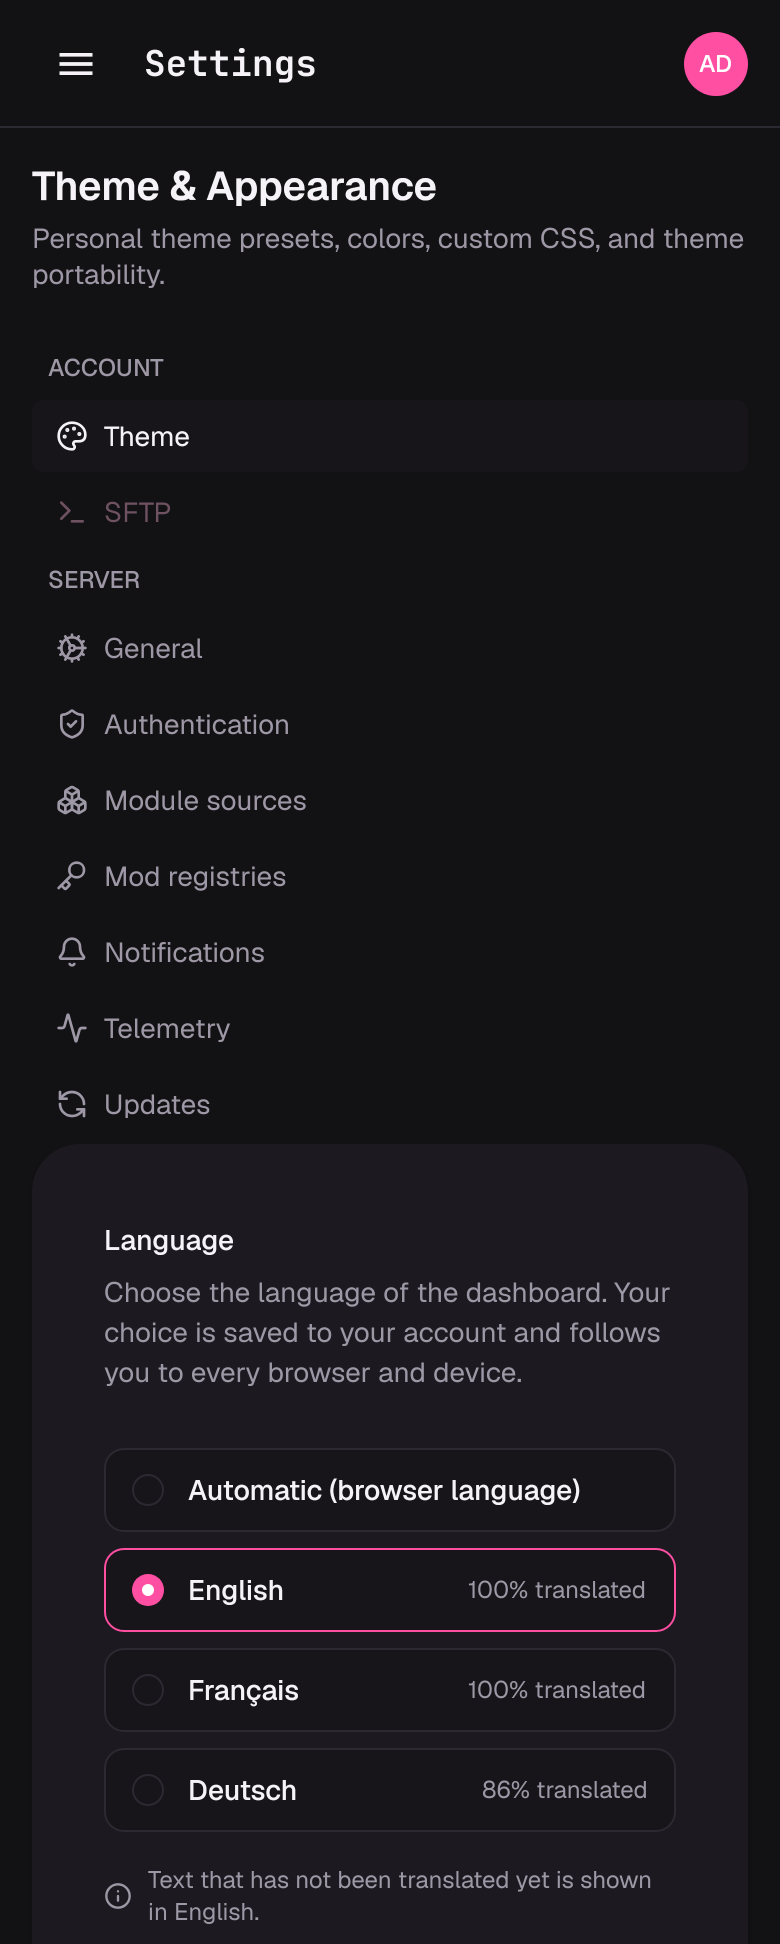 Settings
AD
Theme & Appearance
Personal theme presets, colors, custom CSS, and theme
portability.
ACCOUNT
Theme
SFTP
SERVER
General
Authentication
Module sources
Mod registries
Notifications
Telemetry
Updates
Language
Choose the language of the dashboard. Your
choice is saved to your account and follows
you to every browser and device.
Automatic (browser language)
English 100% translated
Français 100% translated
Deutsch 86% translated
Text that has not been translated yet is shown
in English.